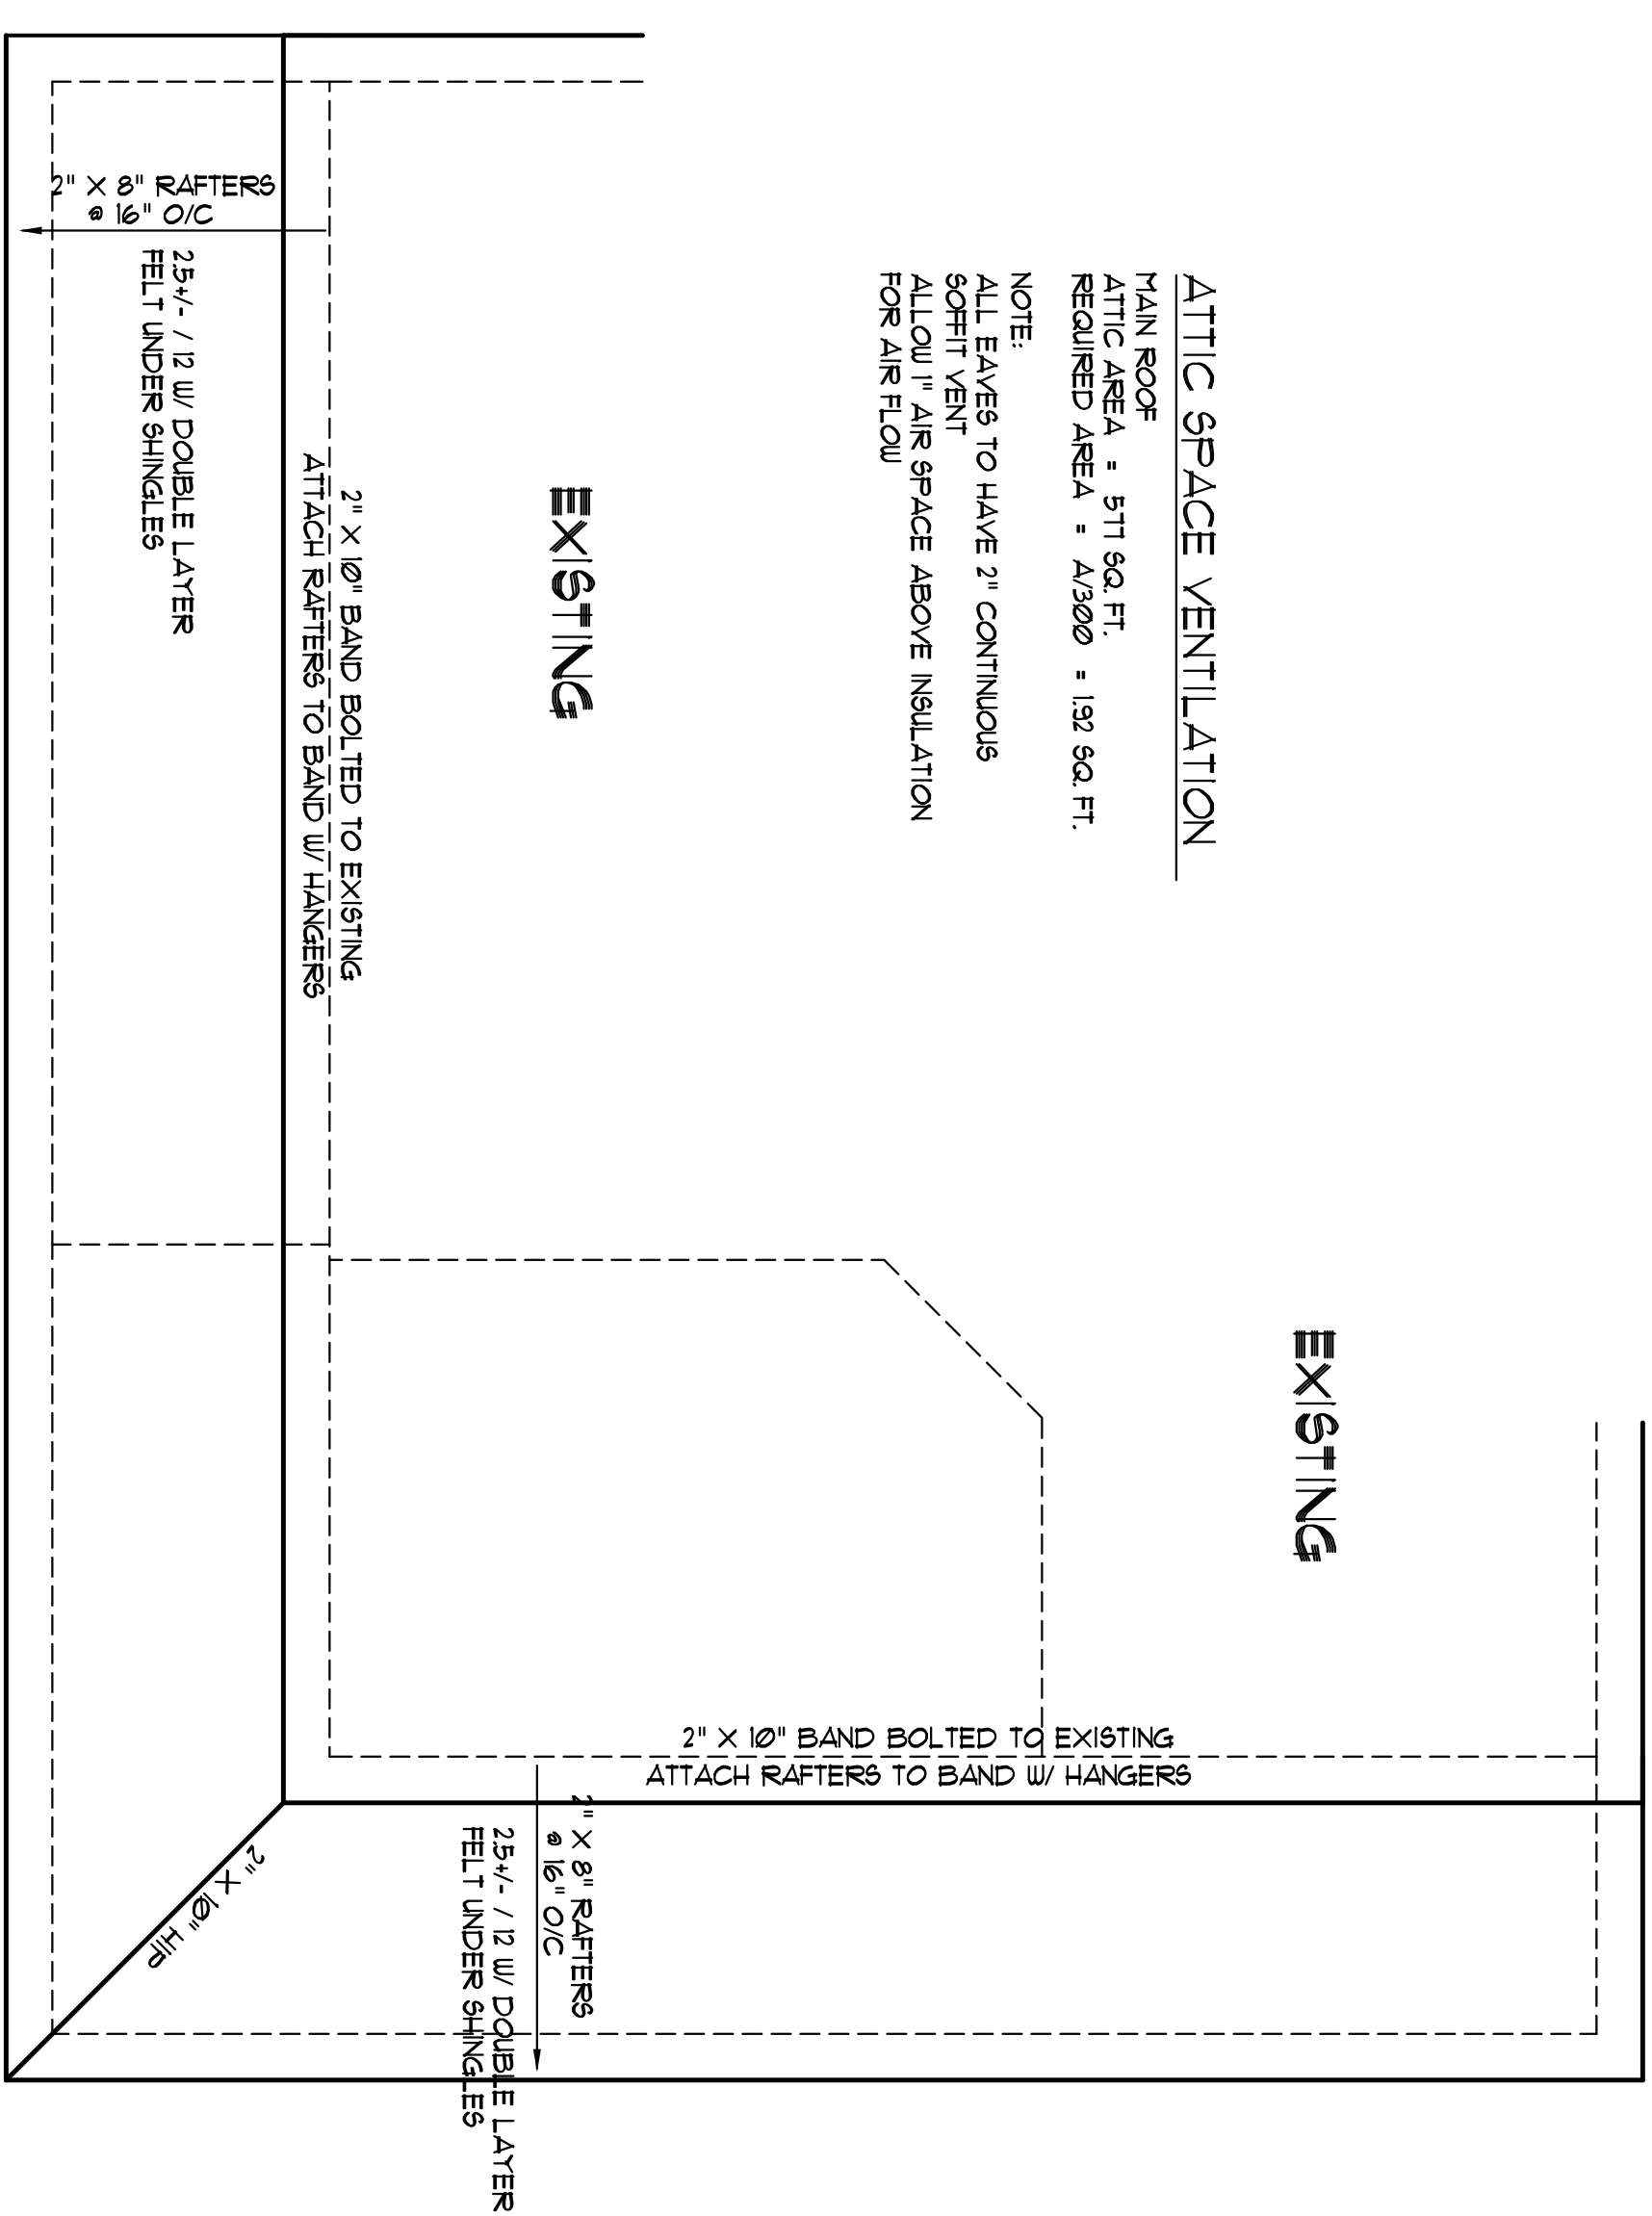 ATTIC SPACE VENTILATION
MAIN ROOF
ATTIC AREA = 577 SQ. FT.
REQUIRED AREA = A/300 = 1.92 SQ. FT.
NOTE:
ALL EAVES TO HAVE 2" CONTINUOUS
SOFFIT VENT
ALLOW 1" AIR SPACE ABOVE INSULATION
FOR AIR FLOW
EXISTING
EXISTING
2" X 10" BAND BOLTED TO EXISTING
ATTACH RAFTERS TO BAND W/ HANGERS
2" X 8" RAFTERS
@ 16" O/C
2.5+/- / 12 W/ DOUBLE LAYER
FELT UNDER SHINGLES
2" X 10" BAND BOLTED TO EXISTING
ATTACH RAFTERS TO BAND W/ HANGERS
2" X 8" RAFTERS
@ 16" O/C
2.5+/- / 12 W/ DOUBLE LAYER
FELT UNDER SHINGLES
2" X 10" HIP